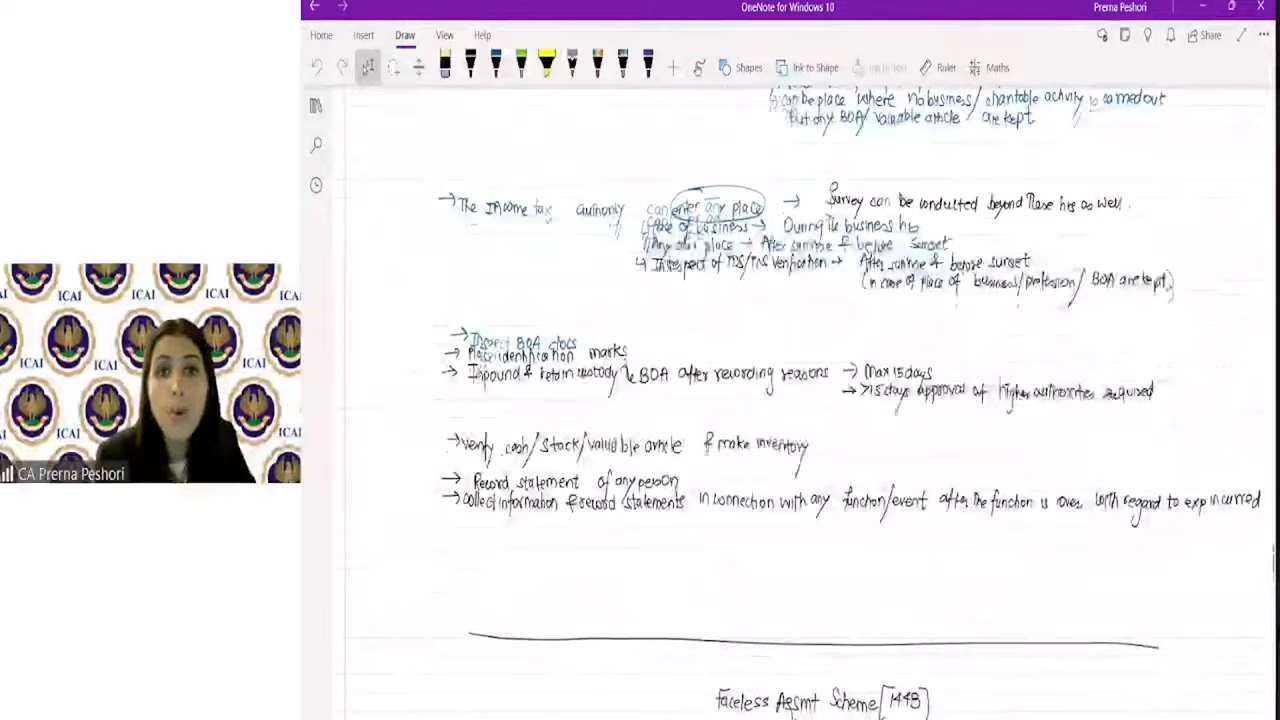 OneNote for Windows 10
Prerna Peshori
Home Insert Draw View Help
Share
Shapes Ink to Shape Ink to Text Ruler Maths
↳ can be place where no business/ charitable activity is carried out
but any BOA/ valuable article are kept.
→ The Income tax authority can enter any place → Survey can be conducted beyond these hrs as well.
place of business → During the business hrs
Any other place → After sunrise & before sunset
↳ In respect of TDS/TCS Verification → After sunrise & before sunset
(In case of place of business/profession/ BOA are kept)
→ Inspect BOA docs
→ Place identification marks
→ Impound & retain custody BOA after recording reasons → Max 15 days
→ >15 days approval of higher authorities required
→ Verify cash/ stock/ valuable article & make inventory
→ Record statement of any person
→ collect information & record statements in connection with any function/event after the function is over with regard to exp incurred
Faceless Assmt Scheme [144B]
ICAI
ICAI
ICAI
ICAI
CA Prerna Peshori